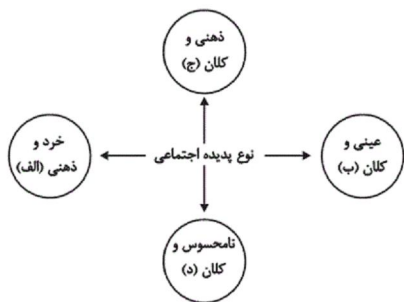 ذهنی و
کلان (ج)
عینی و
کلان (ب)
نوع پدیده اجتماعی
خرد و
ذهنی (الف)
نامحسوس و
کلان (د)